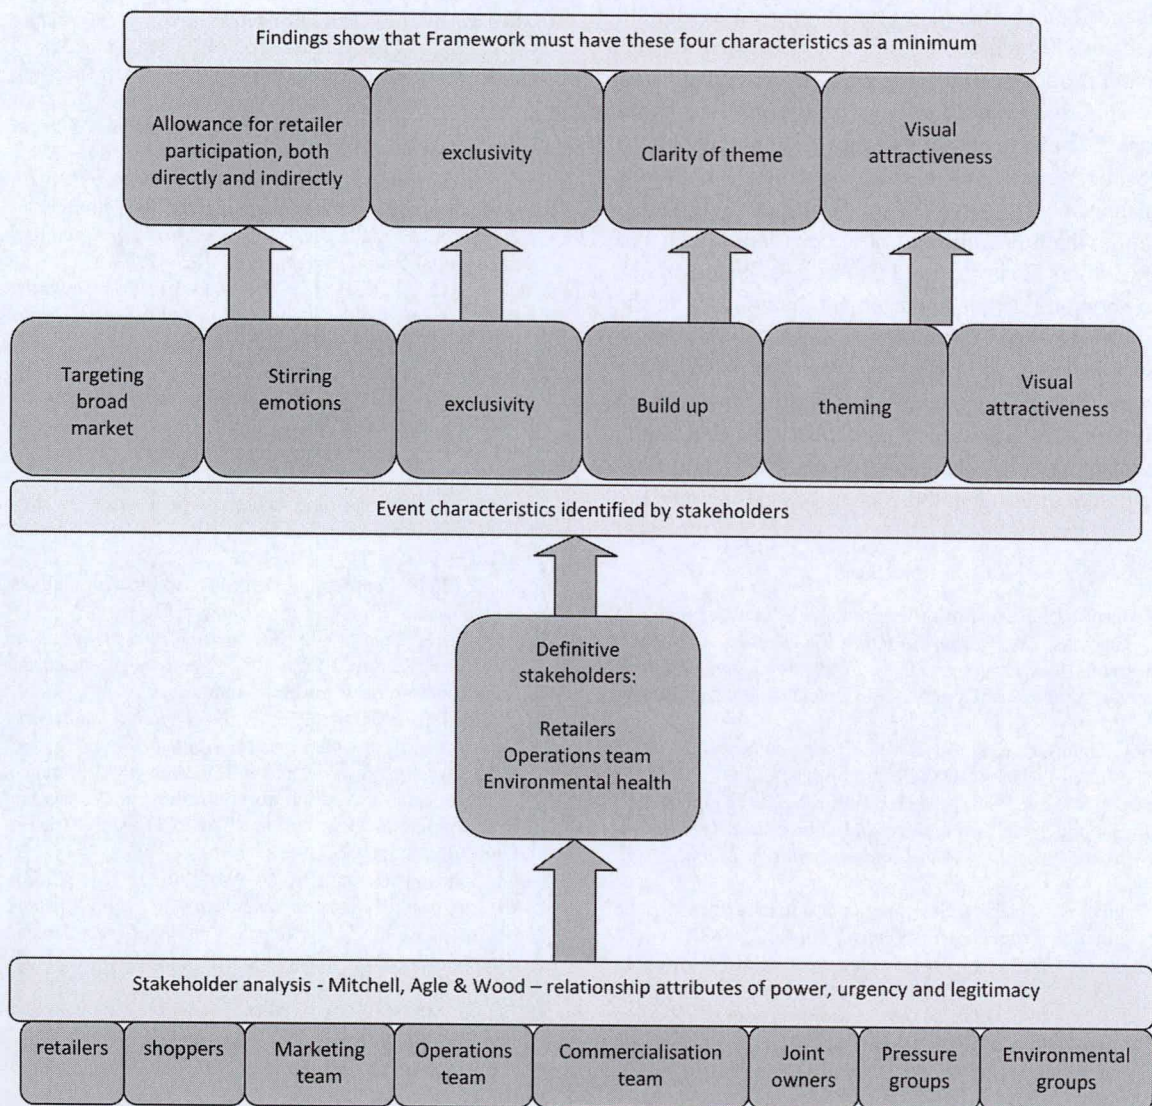 Findings show that Framework must have these four characteristics as a minimum
Allowance for retailer
participation, both
directly and indirectly
exclusivity
Clarity of theme
Visual
attractiveness
Targeting
broad
market
Stirring
emotions
exclusivity
Build up
theming
Visual
attractiveness
Event characteristics identified by stakeholders
Definitive
stakeholders:
Retailers
Operations team
Environmental health
Stakeholder analysis - Mitchell, Agle & Wood – relationship attributes of power, urgency and legitimacy
retailers
shoppers
Marketing
team
Operations
team
Commercialisation
team
Joint
owners
Pressure
groups
Environmental
groups